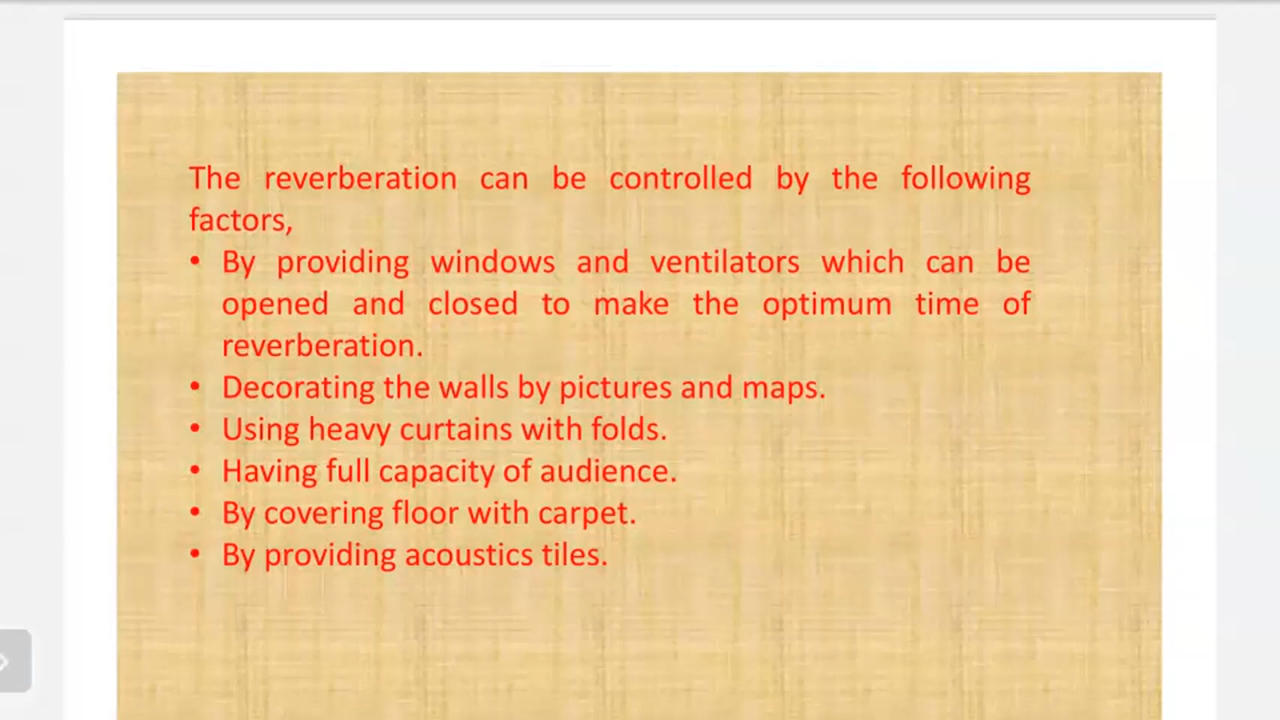 The reverberation can be controlled by the following
factors,
• By providing windows and ventilators which can be
opened and closed to make the optimum time of
reverberation.
• Decorating the walls by pictures and maps.
• Using heavy curtains with folds.
• Having full capacity of audience.
• By covering floor with carpet.
• By providing acoustics tiles.